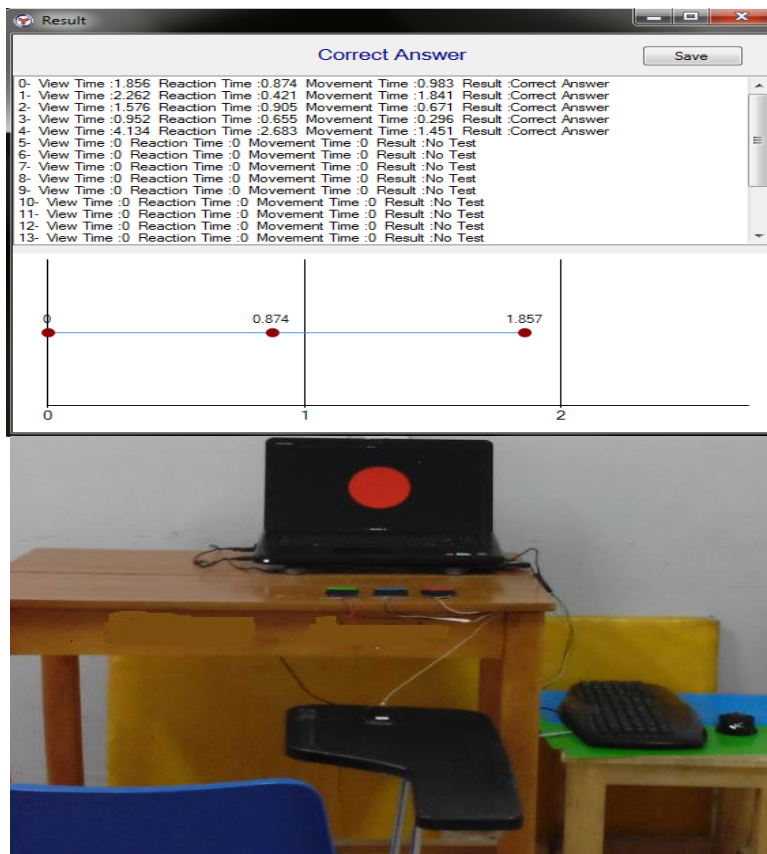 Result
Correct Answer
Save
0- View Time :1.856 Reaction Time :0.874 Movement Time :0.983 Result :Correct Answer
1- View Time :2.262 Reaction Time :0.421 Movement Time :1.841 Result :Correct Answer
2- View Time :1.576 Reaction Time :0.905 Movement Time :0.671 Result :Correct Answer
3- View Time :0.952 Reaction Time :0.655 Movement Time :0.296 Result :Correct Answer
4- View Time :4.134 Reaction Time :2.683 Movement Time :1.451 Result :Correct Answer
5- View Time :0 Reaction Time :0 Movement Time :0 Result :No Test
6- View Time :0 Reaction Time :0 Movement Time :0 Result :No Test
7- View Time :0 Reaction Time :0 Movement Time :0 Result :No Test
8- View Time :0 Reaction Time :0 Movement Time :0 Result :No Test
9- View Time :0 Reaction Time :0 Movement Time :0 Result :No Test
10- View Time :0 Reaction Time :0 Movement Time :0 Result :No Test
11- View Time :0 Reaction Time :0 Movement Time :0 Result :No Test
12- View Time :0 Reaction Time :0 Movement Time :0 Result :No Test
13- View Time :0 Reaction Time :0 Movement Time :0 Result :No Test
0 0.874 1.857
0 1 2